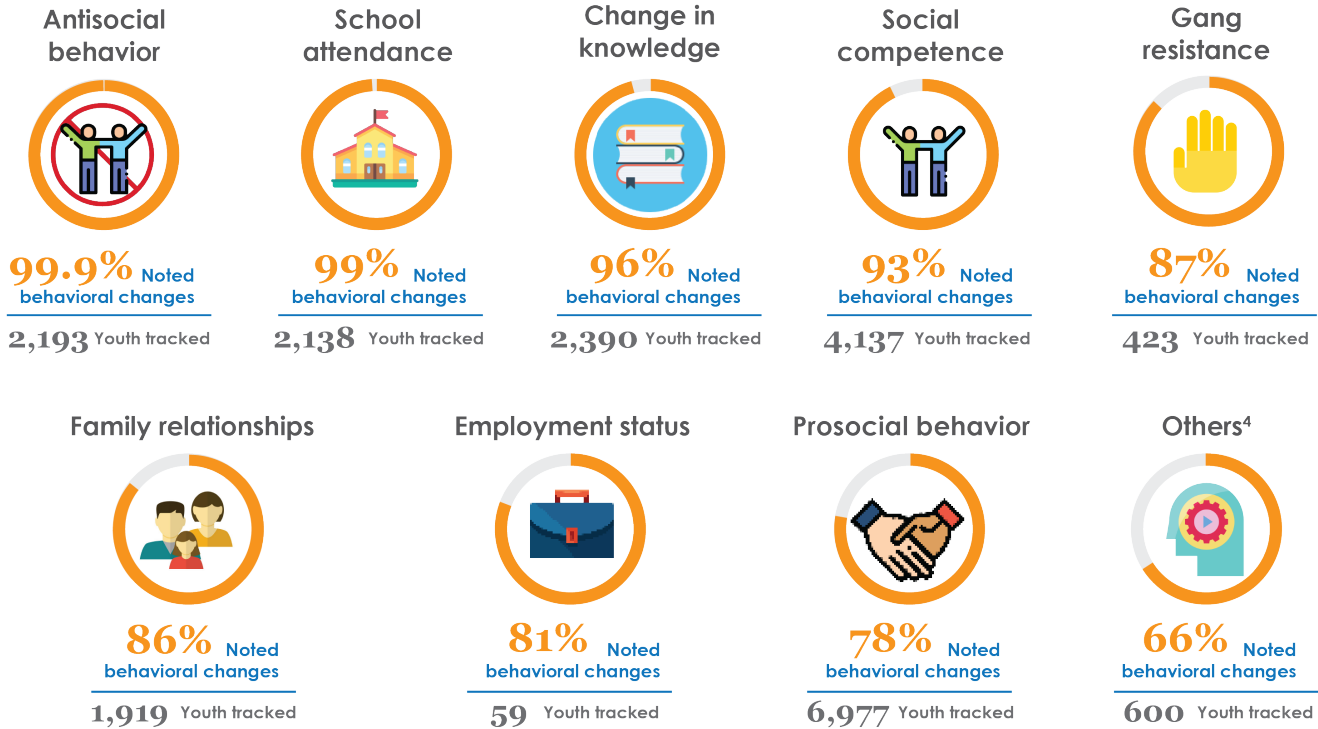 Antisocial
behavior
99.9% Noted
behavioral changes
2,193 Youth tracked
School
attendance
99% Noted
behavioral changes
2,138 Youth tracked
Change in
knowledge
96% Noted
behavioral changes
2,390 Youth tracked
Social
competence
93% Noted
behavioral changes
4,137 Youth tracked
Gang
resistance
87% Noted
behavioral changes
423 Youth tracked
Family relationships
86% Noted
behavioral changes
1,919 Youth tracked
Employment status
81% Noted
behavioral changes
59 Youth tracked
Prosocial behavior
78% Noted
behavioral changes
6,977 Youth tracked
Others⁴
66% Noted
behavioral changes
600 Youth tracked